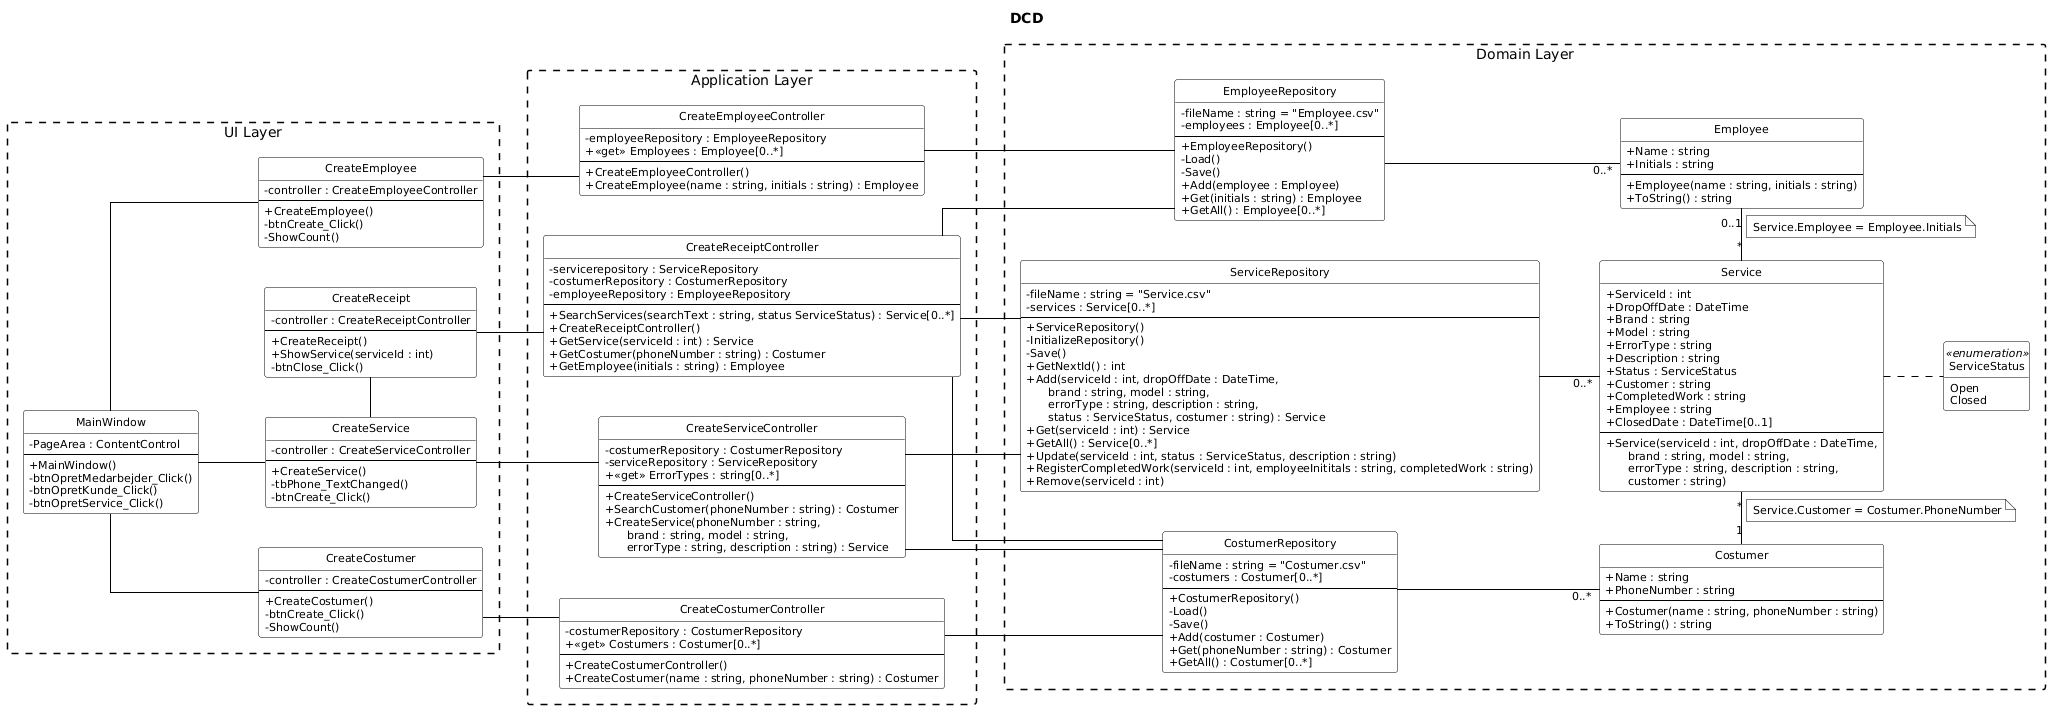 DCD
UI Layer
CreateEmployee
-controller : CreateEmployeeController
+CreateEmployee()
-btnCreate_Click()
-ShowCount()
CreateReceipt
-controller : CreateReceiptController
+CreateReceipt()
+ShowService(serviceId : int)
-btnClose_Click()
MainWindow
-PageArea : ContentControl
+MainWindow()
-btnOpretMedarbejder_Click()
-btnOpretKunde_Click()
-btnOpretService_Click()
CreateService
-controller : CreateServiceController
+CreateService()
-tbPhone_TextChanged()
-btnCreate_Click()
CreateCostumer
-controller : CreateCostumerController
+CreateCostumer()
-btnCreate_Click()
-ShowCount()
Application Layer
CreateEmployeeController
-employeeRepository : EmployeeRepository
+«get» Employees : Employee[0..*]
+CreateEmployeeController()
+CreateEmployee(name : string, initials : string) : Employee
CreateReceiptController
-servicerepository : ServiceRepository
-costumerRepository : CostumerRepository
-employeeRepository : EmployeeRepository
+SearchServices(searchText : string, status ServiceStatus) : Service[0..*]
+CreateReceiptController()
+GetService(serviceId : int) : Service
+GetCostumer(phoneNumber : string) : Costumer
+GetEmployee(initials : string) : Employee
CreateServiceController
-costumerRepository : CostumerRepository
-serviceRepository : ServiceRepository
+«get» ErrorTypes : string[0..*]
+CreateServiceController()
+SearchCustomer(phoneNumber : string) : Costumer
+CreateService(phoneNumber : string,
brand : string, model : string,
errorType : string, description : string) : Service
CreateCostumerController
-costumerRepository : CostumerRepository
+«get» Costumers : Costumer[0..*]
+CreateCostumerController()
+CreateCostumer(name : string, phoneNumber : string) : Costumer
Domain Layer
EmployeeRepository
-fileName : string = "Employee.csv"
-employees : Employee[0..*]
+EmployeeRepository()
-Load()
-Save()
+Add(employee : Employee)
+Get(initials : string) : Employee
+GetAll() : Employee[0..*]
0..*
Employee
+Name : string
+Initials : string
+Employee(name : string, initials : string)
+ToString() : string
0..1
*
Service.Employee = Employee.Initials
ServiceRepository
-fileName : string = "Service.csv"
-services : Service[0..*]
+ServiceRepository()
-InitializeRepository()
-Save()
+GetNextId() : int
+Add(serviceId : int, dropOffDate : DateTime,
brand : string, model : string,
errorType : string, description : string,
status : ServiceStatus, costumer : string) : Service
+Get(serviceId : int) : Service
+GetAll() : Service[0..*]
+Update(serviceId : int, status : ServiceStatus, description : string)
+RegisterCompletedWork(serviceId : int, employeeInititals : string, completedWork : string)
+Remove(serviceId : int)
0..*
Service
+ServiceId : int
+DropOffDate : DateTime
+Brand : string
+Model : string
+ErrorType : string
+Description : string
+Status : ServiceStatus
+Customer : string
+CompletedWork : string
+Employee : string
+ClosedDate : DateTime[0..1]
+Service(serviceId : int, dropOffDate : DateTime,
brand : string, model : string,
errorType : string, description : string,
customer : string)
«enumeration»
ServiceStatus
Open
Closed
*
1
Service.Customer = Costumer.PhoneNumber
CostumerRepository
-fileName : string = "Costumer.csv"
-costumers : Costumer[0..*]
+CostumerRepository()
-Load()
-Save()
+Add(costumer : Costumer)
+Get(phoneNumber : string) : Costumer
+GetAll() : Costumer[0..*]
0..*
Costumer
+Name : string
+PhoneNumber : string
+Costumer(name : string, phoneNumber : string)
+ToString() : string